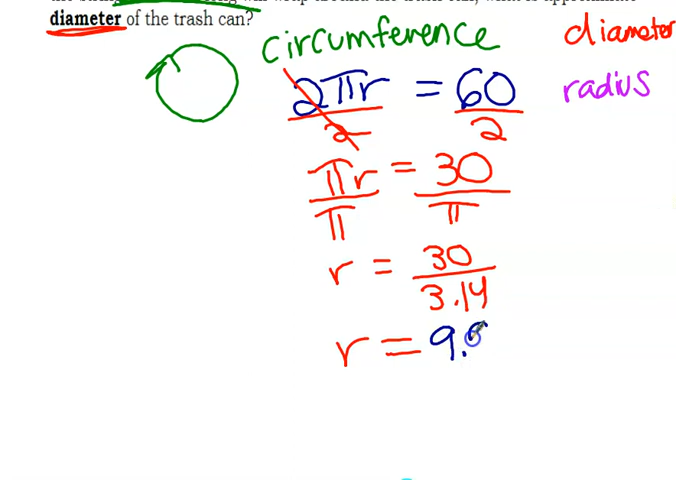 diameter of the trash can?
circumference diameter
2πr = 60 radius
2 2
πr = 30
π π
r = 30
3.14
r = 9.